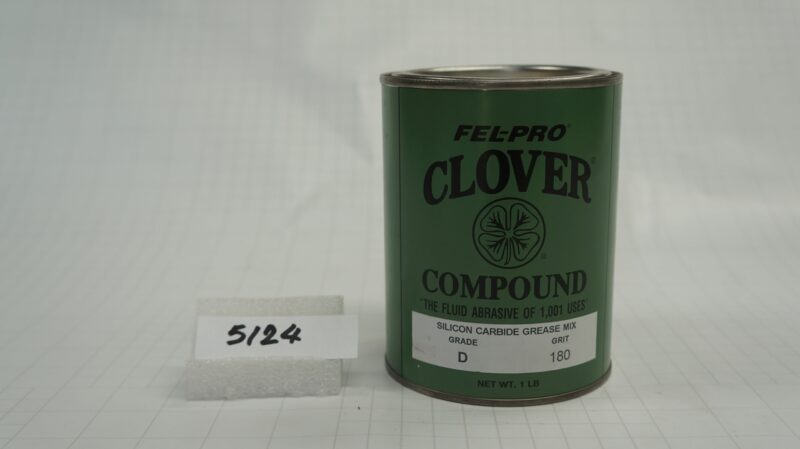 FEL-PRO®
CLOVER®
®
COMPOUND
"THE FLUID ABRASIVE OF 1,001 USES"
SILICON CARBIDE GREASE MIX
GRADE GRIT
D 180
NET WT. 1 LB
5124